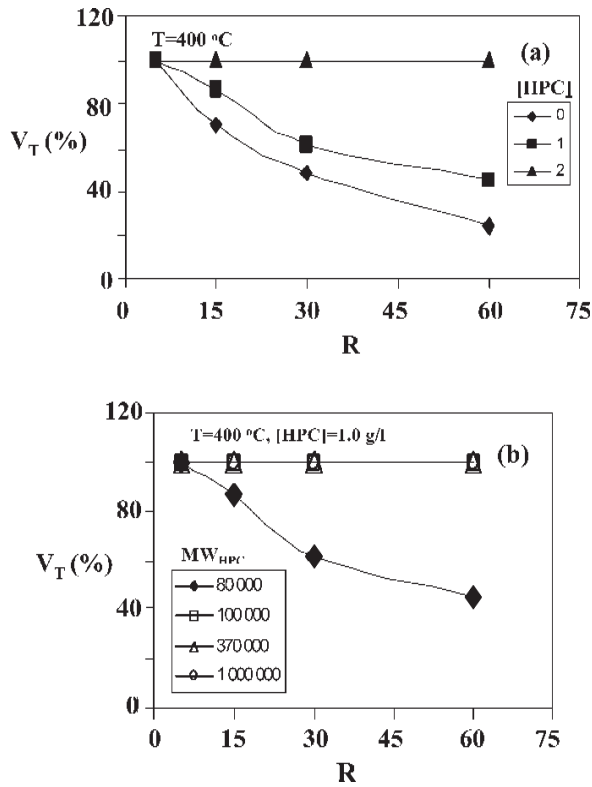 120
T=400 °C
(a)
[HPC]
0
1
2
80
V_T (%)
40
0
0 15 30 45 60 75
R
120
T=400 °C, [HPC]=1.0 g/l
(b)
80
V_T (%)
MW_HPC
80 000
100 000
370 000
1 000 000
40
0
0 15 30 45 60 75
R